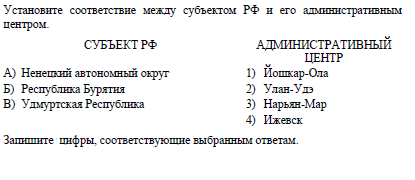 Установите соответствие между субъектом РФ и его административным
центром.
СУБЪЕКТ РФ
А) Ненецкий автономный округ
Б) Республика Бурятия
В) Удмуртская Республика
АДМИНИСТРАТИВНЫЙ
ЦЕНТР
1) Йошкар-Ола
2) Улан-Удэ
3) Нарьян-Мар
4) Ижевск
Запишите цифры, соответствующие выбранным ответам.